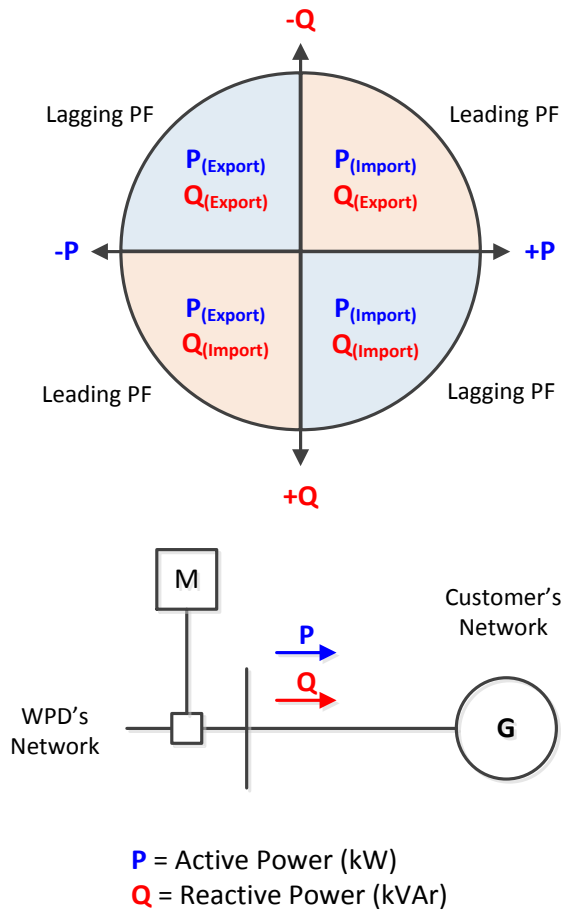 -Q
Lagging PF
Leading PF
P(Export)
Q(Export)
P(Import)
Q(Export)
-P
+P
P(Export)
Q(Import)
P(Import)
Q(Import)
Leading PF
Lagging PF
+Q
M
Customer's
Network
P
Q
WPD's
Network
G
P = Active Power (kW)
Q = Reactive Power (kVAr)